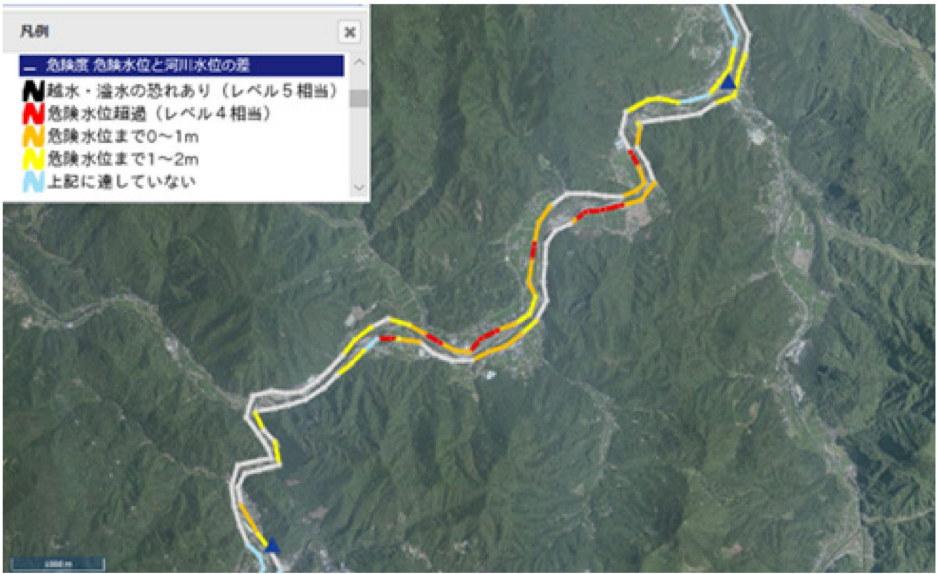 凡例
危険度 危険水位と河川水位の差
越水・溢水の恐れあり（レベル５相当）
危険水位超過（レベル４相当）
危険水位まで0～1m
危険水位まで1～2m
上記に達していない
1000 m